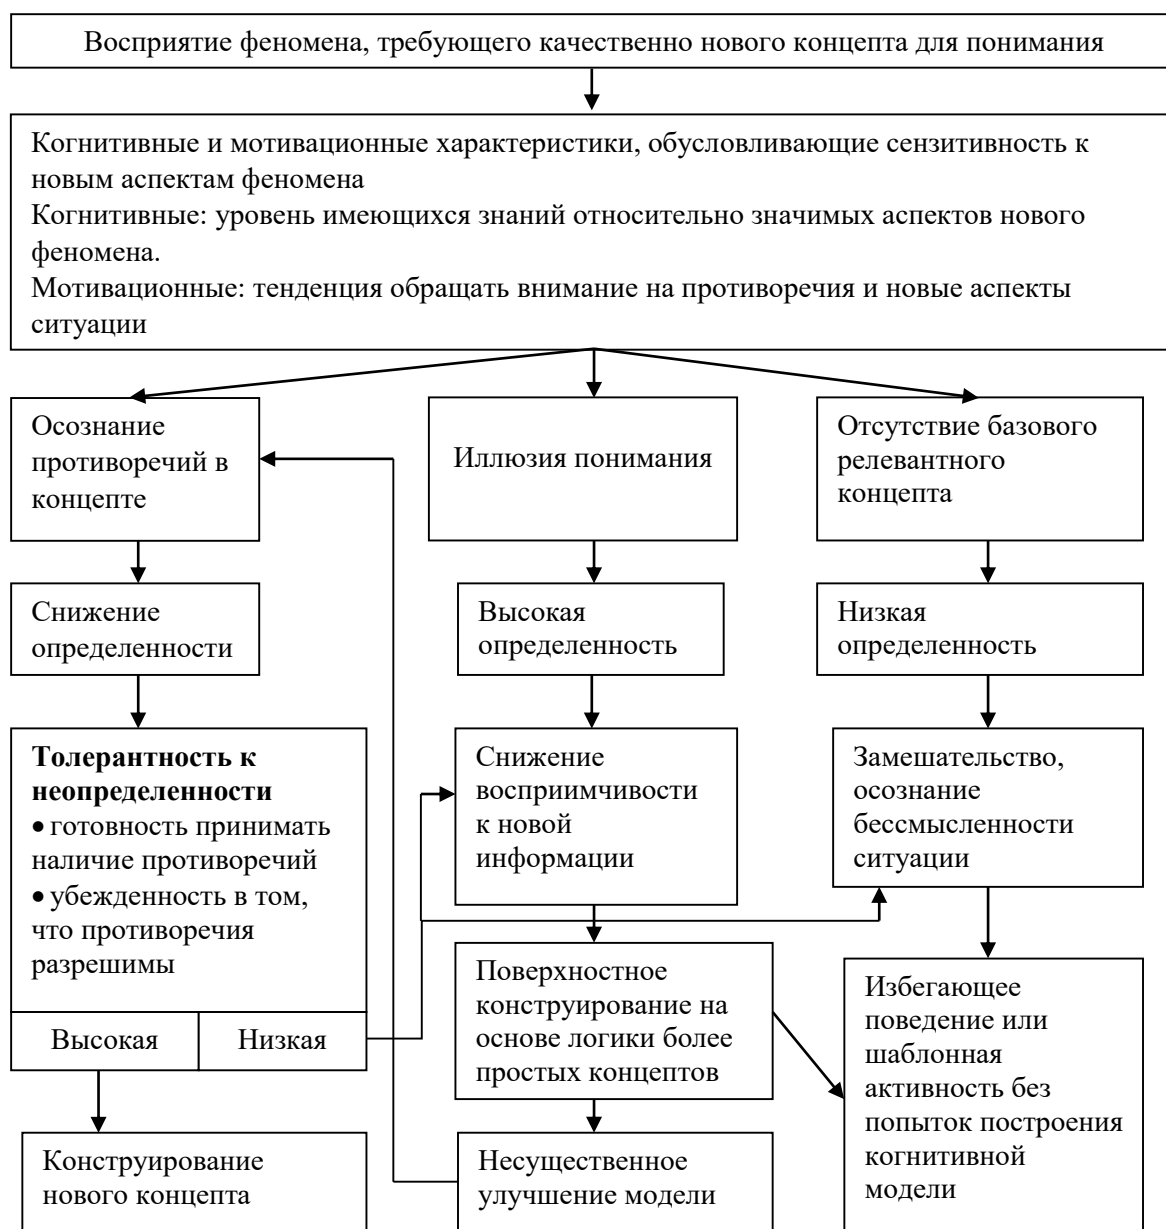 Восприятие феномена, требующего качественно нового концепта для понимания
Когнитивные и мотивационные характеристики, обусловливающие сензитивность к
новым аспектам феномена
Когнитивные: уровень имеющихся знаний относительно значимых аспектов нового
феномена.
Мотивационные: тенденция обращать внимание на противоречия и новые аспекты
ситуации
Осознание
противоречий в
концепте
Иллюзия понимания
Отсутствие базового
релевантного
концепта
Снижение
определенности
Высокая
определенность
Низкая
определенность
Толерантность к
неопределенности
• готовность принимать
наличие противоречий
• убежденность в том,
что противоречия
разрешимы
Высокая
Низкая
Снижение
восприимчивости
к новой
информации
Замешательство,
осознание
бессмысленности
ситуации
Поверхностное
конструирование на
основе логики более
простых концептов
Избегающее
поведение или
шаблонная
активность без
попыток построения
когнитивной
модели
Конструирование
нового концепта
Несущественное
улучшение модели